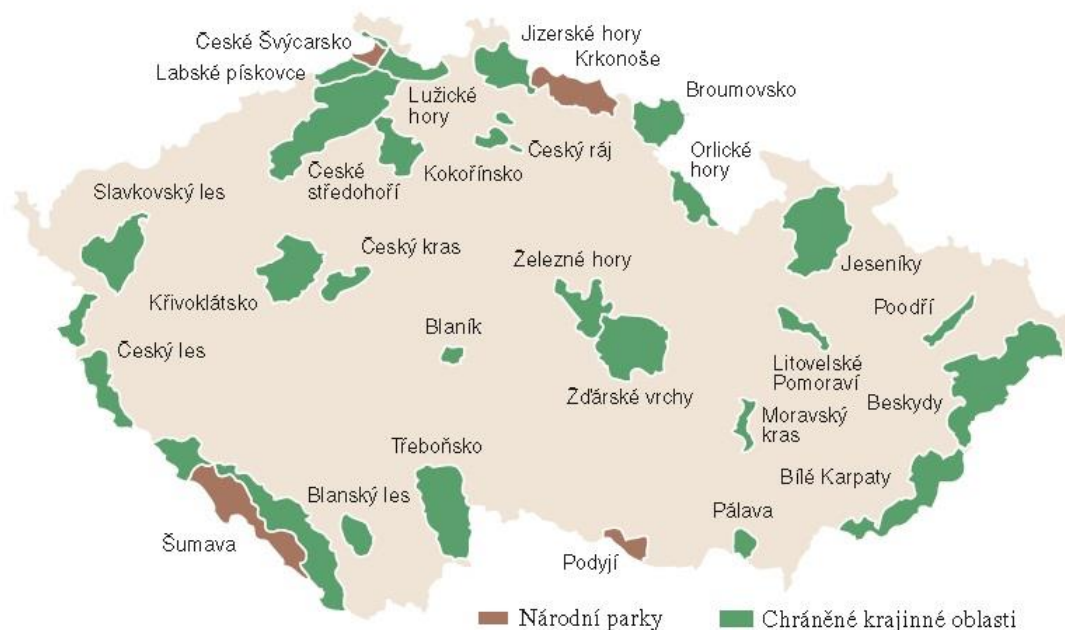 České Švýcarsko
Labské pískovce
Jizerské hory
Krkonoše
Lužické
hory
Broumovsko
Český ráj
Orlické
hory
České
středohoří
Kokořínsko
Slavkovský les
Český kras
Železné hory
Jeseníky
Křivoklátsko
Blaník
Poodří
Český les
Litovelské
Pomoraví
Žďárské vrchy
Beskydy
Moravský
kras
Třeboňsko
Bílé Karpaty
Blanský les
Pálava
Šumava
Podyjí
Národní parky
Chráněné krajinné oblasti